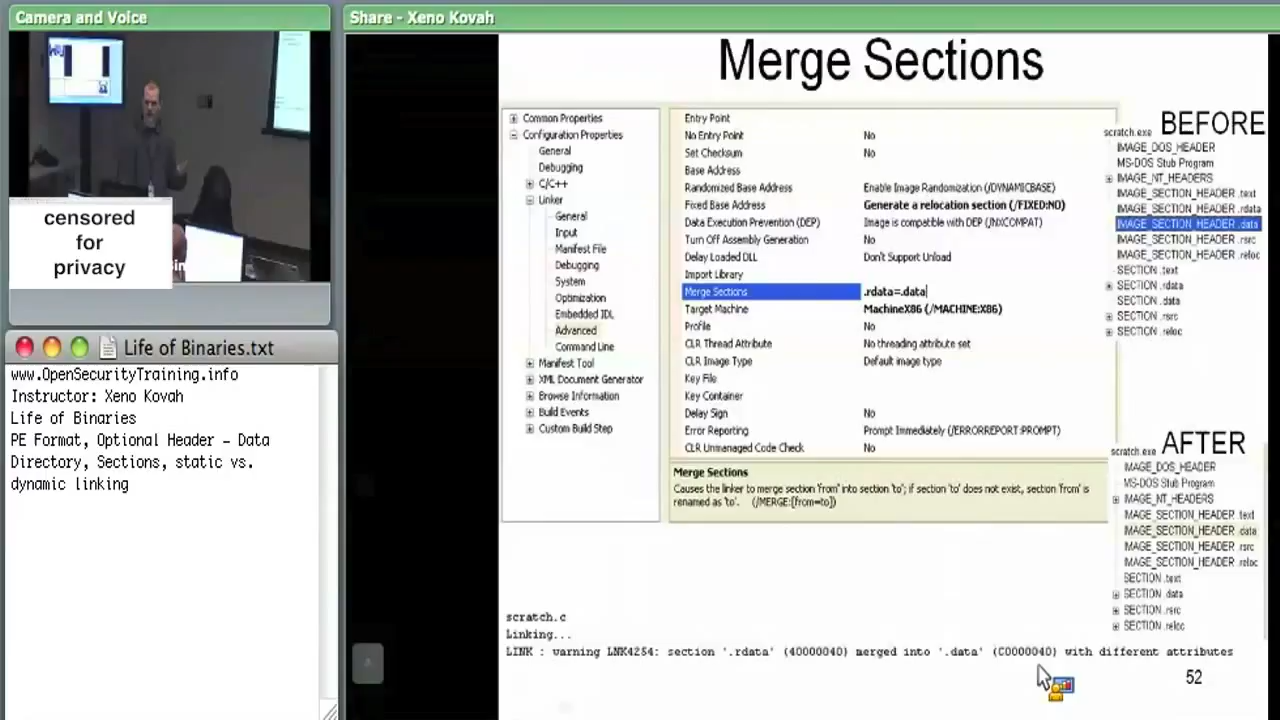 Camera and Voice
censored
for
privacy
Life of Binaries.txt
www.OpenSecurityTraining.info
Instructor: Xeno Kovah
Life of Binaries
PE Format, Optional Header - Data
Directory, Sections, static vs.
dynamic linking
Share - Xeno Kovah
Merge Sections
Common Properties
Configuration Properties
General
Debugging
C/C++
Linker
General
Input
Manifest File
Debugging
System
Optimization
Embedded IDL
Advanced
Command Line
Manifest Tool
XML Document Generator
Browse Information
Build Events
Custom Build Step
Entry Point
No Entry Point No
Set Checksum No
Base Address
Randomized Base Address Enable Image Randomization (/DYNAMICBASE)
Fixed Base Address Generate a relocation section (/FIXED:NO)
Data Execution Prevention (DEP) Image is compatible with DEP (/NXCOMPAT)
Turn Off Assembly Generation No
Delay Loaded DLL Don't Support Unload
Import Library
Merge Sections .rdata=.data
Target Machine MachineX86 (/MACHINE:X86)
Profile No
CLR Thread Attribute No threading attribute set
CLR Image Type Default image type
Key File
Key Container
Delay Sign No
Error Reporting Prompt Immediately (/ERRORREPORT:PROMPT)
CLR Unmanaged Code Check No
Merge Sections
Causes the linker to merge section 'from' into section 'to'; if section 'to' does not exist, section 'from' is
renamed as 'to'. (/MERGE:[from=to])
BEFORE
scratch.exe
IMAGE_DOS_HEADER
MS-DOS Stub Program
IMAGE_NT_HEADERS
IMAGE_SECTION_HEADER .text
IMAGE_SECTION_HEADER .rdata
IMAGE_SECTION_HEADER .data
IMAGE_SECTION_HEADER .rsrc
IMAGE_SECTION_HEADER .reloc
SECTION .text
SECTION .rdata
SECTION .data
SECTION .rsrc
SECTION .reloc
AFTER
scratch.exe
IMAGE_DOS_HEADER
MS-DOS Stub Program
IMAGE_NT_HEADERS
IMAGE_SECTION_HEADER .text
IMAGE_SECTION_HEADER .data
IMAGE_SECTION_HEADER .rsrc
IMAGE_SECTION_HEADER .reloc
SECTION .text
SECTION .data
SECTION .rsrc
SECTION .reloc
scratch.c
Linking...
LINK : warning LNK4254: section '.rdata' (40000040) merged into '.data' (C0000040) with different attributes
52